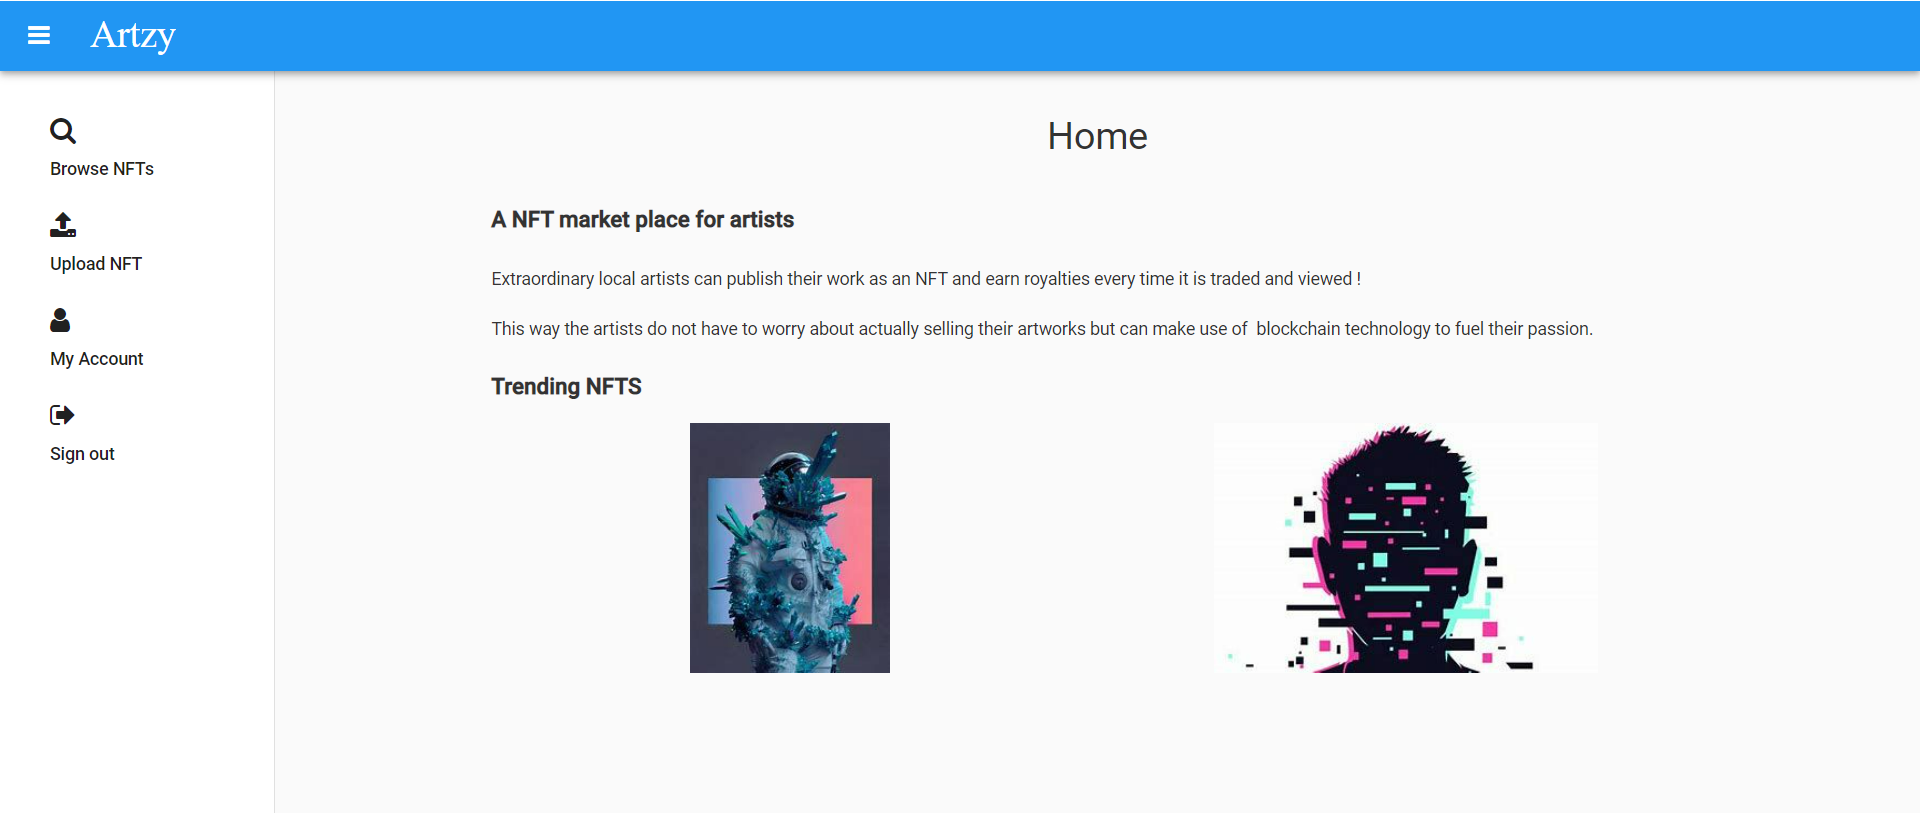 Artzy
Browse NFTs
Upload NFT
My Account
Sign out
Home
A NFT market place for artists
Extraordinary local artists can publish their work as an NFT and earn royalties every time it is traded and viewed !
This way the artists do not have to worry about actually selling their artworks but can make use of  blockchain technology to fuel their passion.
Trending NFTS